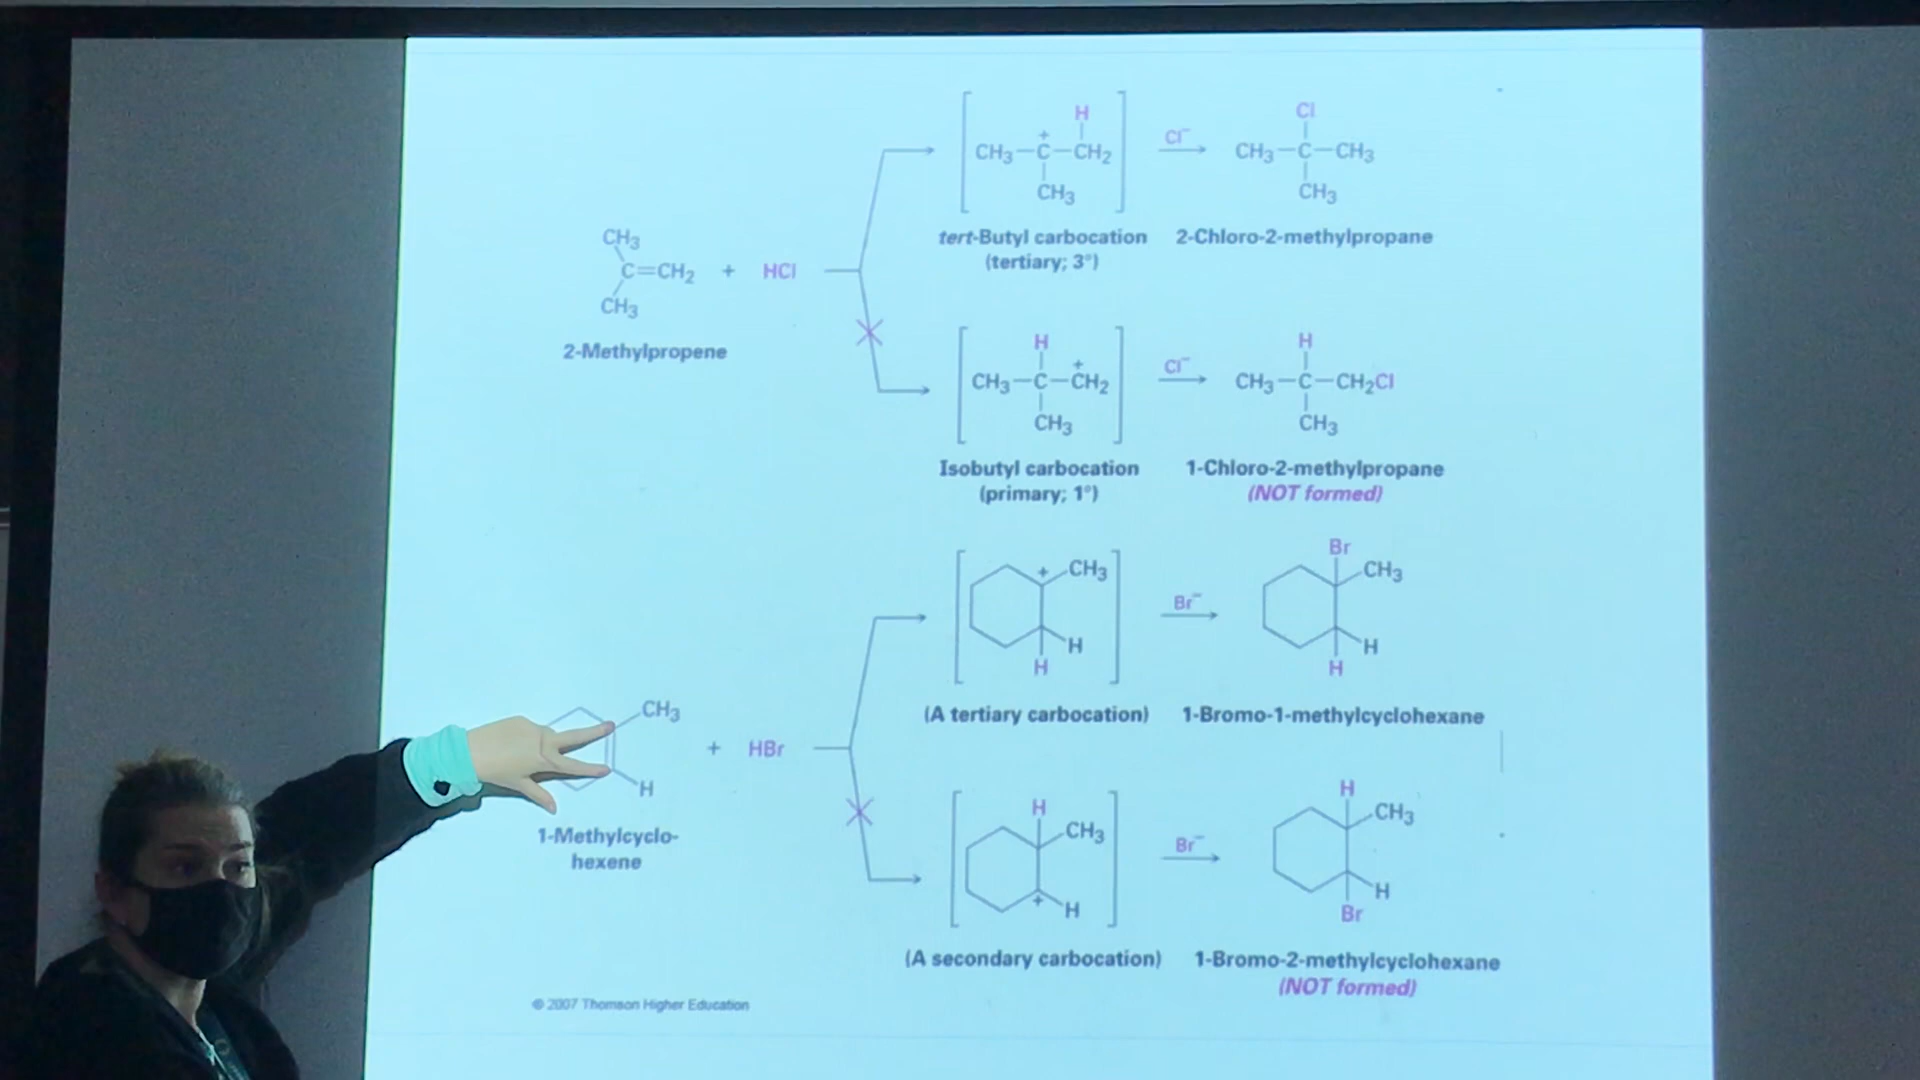 H
CH₃—C⁺—CH₂
CH₃
Cl⁻
Cl
CH₃—C—CH₃
CH₃
tert-Butyl carbocation
(tertiary; 3°)
2-Chloro-2-methylpropane
CH₃
C=CH₂ + HCl
CH₃
2-Methylpropene
H
CH₃—C—CH₂⁺
CH₃
Cl⁻
H
CH₃—C—CH₂Cl
CH₃
Isobutyl carbocation
(primary; 1°)
1-Chloro-2-methylpropane
(NOT formed)
+ CH₃
H
H
Br⁻
Br
CH₃
H
H
(A tertiary carbocation)
1-Bromo-1-methylcyclohexane
CH₃
H
+ HBr
1-Methylcyclo-
hexene
H
CH₃
+ H
Br⁻
H
CH₃
H
Br
(A secondary carbocation)
1-Bromo-2-methylcyclohexane
(NOT formed)
© 2007 Thomson Higher Education